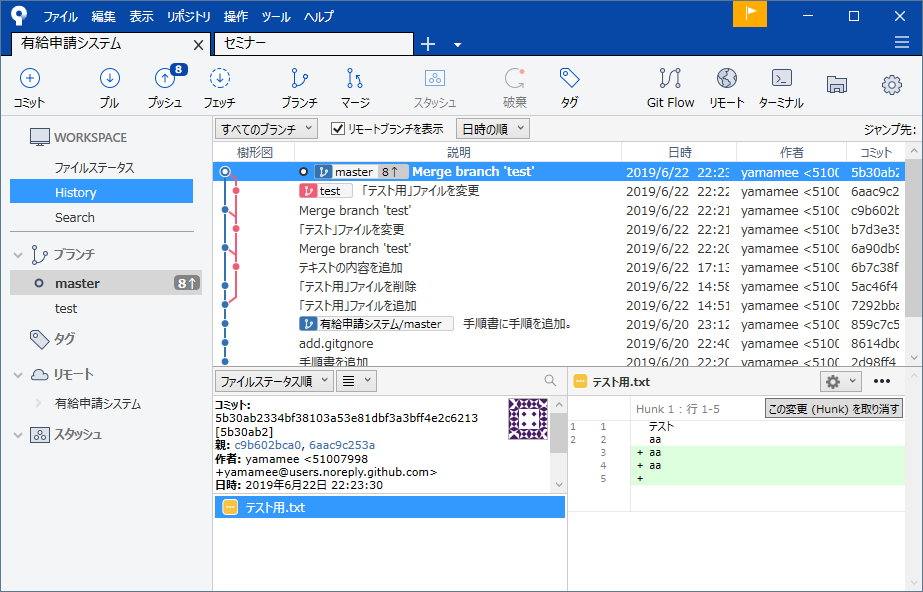 ファイル 編集 表示 リポジトリ 操作 ツール ヘルプ
有給申請システム セミナー
8
コミット プル プッシュ フェッチ ブランチ マージ スタッシュ 破棄 タグ Git Flow リモート ターミナル
すべてのブランチ リモートブランチを表示 日時の順 ジャンプ先:
WORKSPACE
ファイルステータス
History
Search
ブランチ
master 8↑
test
タグ
リモート
有給申請システム
スタッシュ
樹形図 説明 日時 作者 コミット
master 8↑ Merge branch 'test' 2019/6/22 22:23 yamamee <5100 5b30ab2
test 「テスト用」ファイルを変更 2019/6/22 22:21 yamamee <5100 6aac9c2
Merge branch 'test' 2019/6/22 22:21 yamamee <5100 c9b602b
「テスト」ファイルを変更 2019/6/22 22:21 yamamee <5100 b7d3e35
Merge branch 'test' 2019/6/22 22:20 yamamee <5100 6a90db9
テキストの内容を追加 2019/6/22 17:13 yamamee <5100 6b7c38f
「テスト用」ファイルを削除 2019/6/22 14:58 yamamee <5100 5ac46f4
「テスト用」ファイルを追加 2019/6/22 14:51 yamamee <5100 7292bba
有給申請システム/master 手順書に手順を追加。 2019/6/20 23:12 yamamee <5100 859c7c5
add.gitgnore 2019/6/20 22:40 yamamee <5100 8614dbc
手順書を追加 2019/6/20 22:20 yamamee <5100 2d98ff4
ファイルステータス順
コミット:
5b30ab2334bf38103a53e81dbf3a3bff4e2c6213
[5b30ab2]
親: c9b602bca0, 6aac9c253a
作者: yamamee <51007998
+yamamee@users.noreply.github.com>
日時: 2019年6月22日 22:23:30
テスト用.txt
テスト用.txt
Hunk 1 : 行 1-5 この変更 (Hunk) を取り消す
1 1 テスト
2 2 aa
3 + aa
4 + aa
5 +